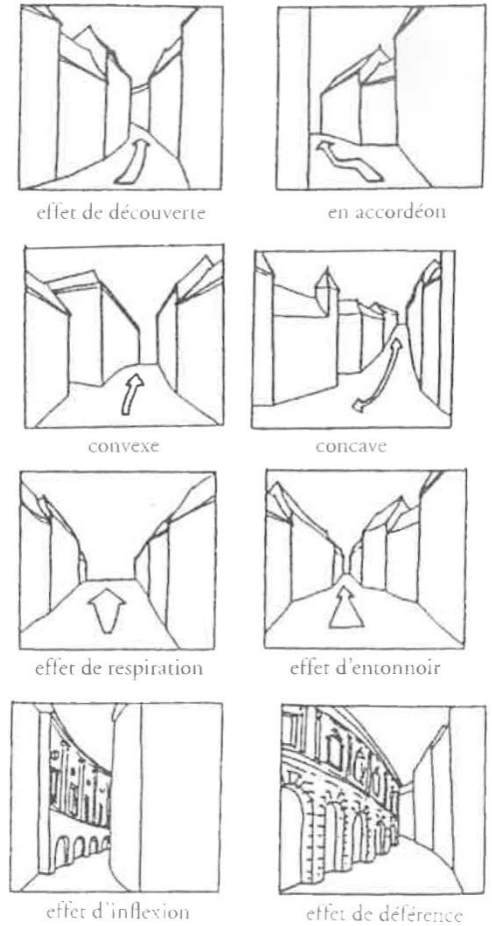 effet de découverte
en accordéon
convexe
concave
effet de respiration
effet d'entonnoir
effet d'inflexion
effet de déférence